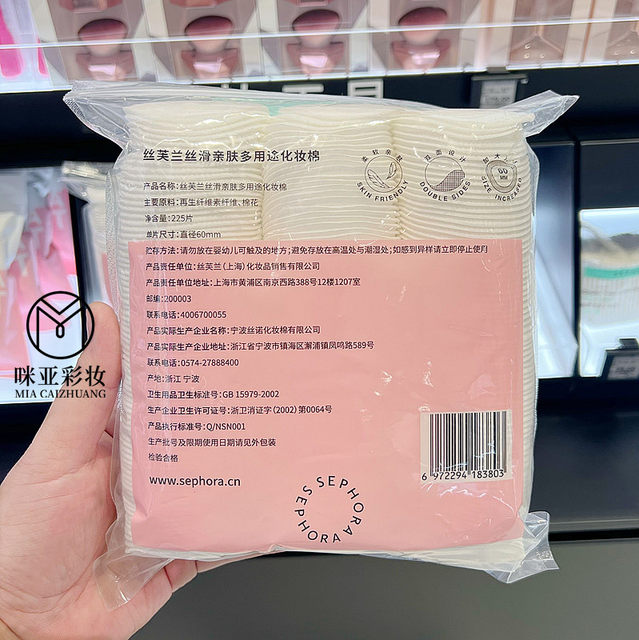 丝芙兰丝滑亲肤多用途化妆棉
产品名称:丝芙兰丝滑亲肤多用途化妆棉
主要原料:再生纤维素纤维、棉花
净含量:225片
单片尺寸:直径60mm
贮存方法:请勿放在婴幼儿可触及的地方;避免存放在高温处与潮湿处;如感到异样请立即停止使用
产品责任单位:丝芙兰(上海)化妆品销售有限公司
产品责任单位地址:上海市黄浦区南京西路388号12楼1207室
邮编:200003
联系电话:4006700055
产品实际生产企业名称:宁波丝诺化妆棉有限公司
产品实际生产企业地址:浙江省宁波市镇海区澥浦镇凤鸣路589号
联系电话:0574-27888400
产地:浙江 宁波
卫生用品卫生标准号:GB 15979-2002
生产企业卫生许可证号:浙卫消证字(2002)第0064号
产品执行标准号:Q/NSN001
生产批号及限期使用日期请见外包装
检验合格
www.sephora.cn
柔软亲肤
SKIN FRIENDLY
双面设计
DOUBLE SIDES
60
MM
SIZE INCREASED
6 972294 183803
SEPHORA
SEPHORA
咪亚彩妆
MIA CAIZHUANG